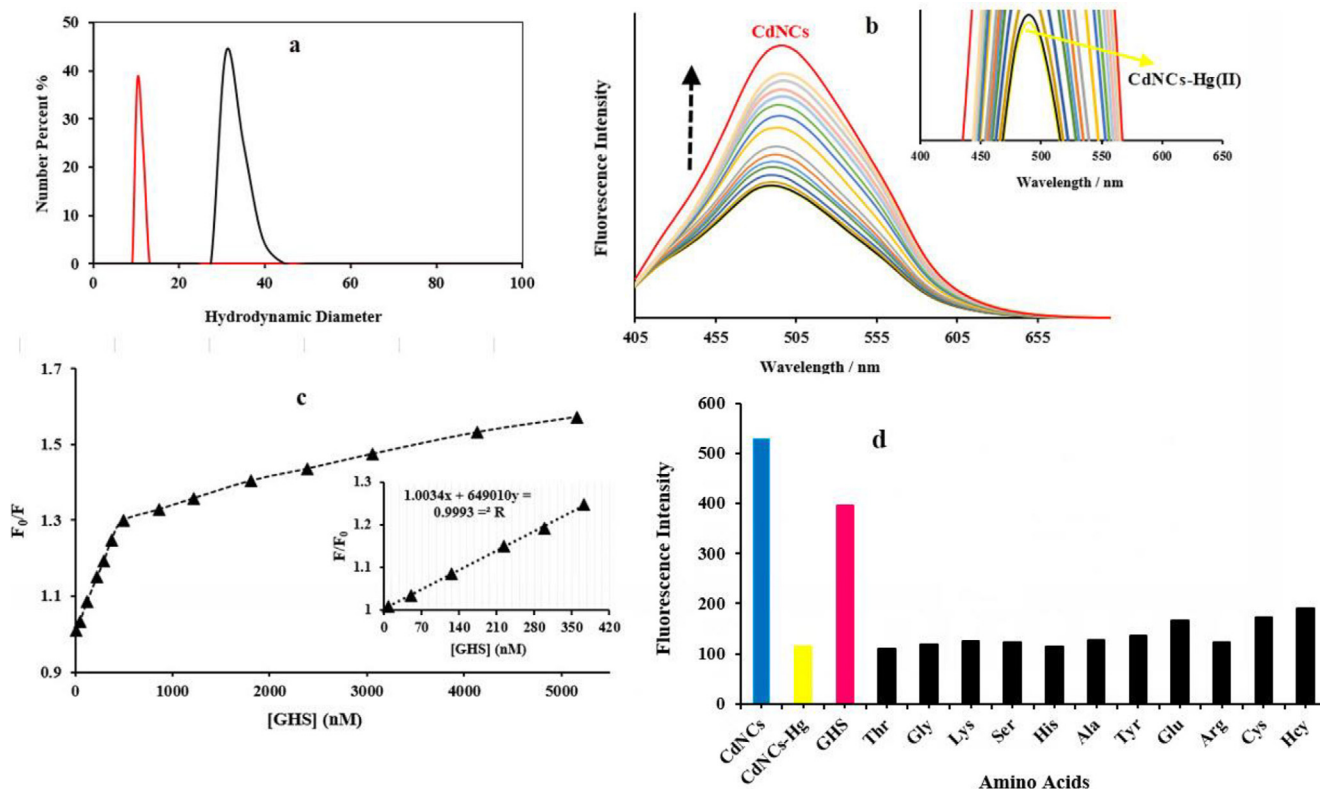 a
50
40
30
20
10
0
Number Percent %
0 20 40 60 80 100
Hydrodynamic Diameter
b
CdNCs
Fluorescence Intensity
405 455 505 555 605 655
Wavelength / nm
CdNCs-Hg(II)
400 450 500 550 600 650
Wavelength / nm
c
1.7
1.5
1.3
1.1
0.9
F₀/F
0 1000 2000 3000 4000 5000
[GHS] (nM)
1.3
1.2
1.1
1
F/F₀
1.0034x + 649010y =
0.9993 =² R
0 70 140 210 280 350 420
[GHS] (nM)
d
600
500
400
300
200
100
0
Fluorescence Intensity
CdNCs CdNCs-Hg GHS Thr Gly Lys Ser His Ala Tyr Glu Arg Cys Hcy
Amino Acids